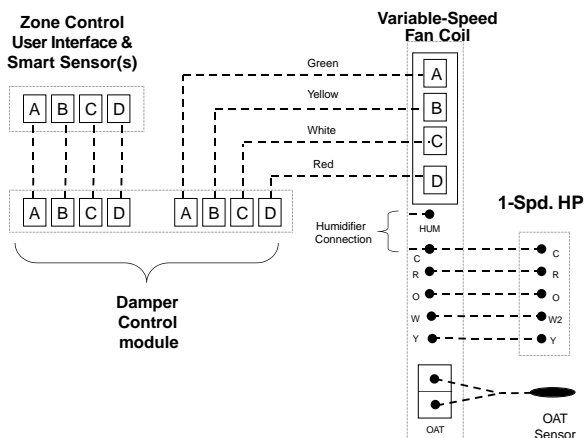 Zone Control
User Interface &
Smart Sensor(s)
A B C D
A B C D
Damper
Control
module
A B C D
Green
Yellow
White
Red
Variable-Speed
Fan Coil
A
B
C
D
Humidifier
Connection
HUM
C
R
O
W
Y
OAT
1-Spd. HP
C
R
O
W2
Y
OAT
Sensor